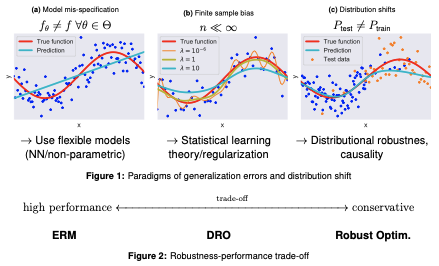 (a) Model mis-specification
f_θ ≠ f ∀θ ∈ Θ
True function
Prediction
y
x
→ Use flexible models
(NN/non-parametric)
(b) Finite sample bias
n ≪ ∞
True function
λ = 10⁻⁶
λ = 1
λ = 10
y
x
→ Statistical learning
theory/regularization
(c) Distribution shifts
P_test ≠ P_train
True function
Prediction
Test data
y
x
→ Distributional robustnes,
causality
Figure 1: Paradigms of generalization errors and distribution shift
trade-off
high performance ⟵⟶ conservative
ERM DRO Robust Optim.
Figure 2: Robustness-performance trade-off